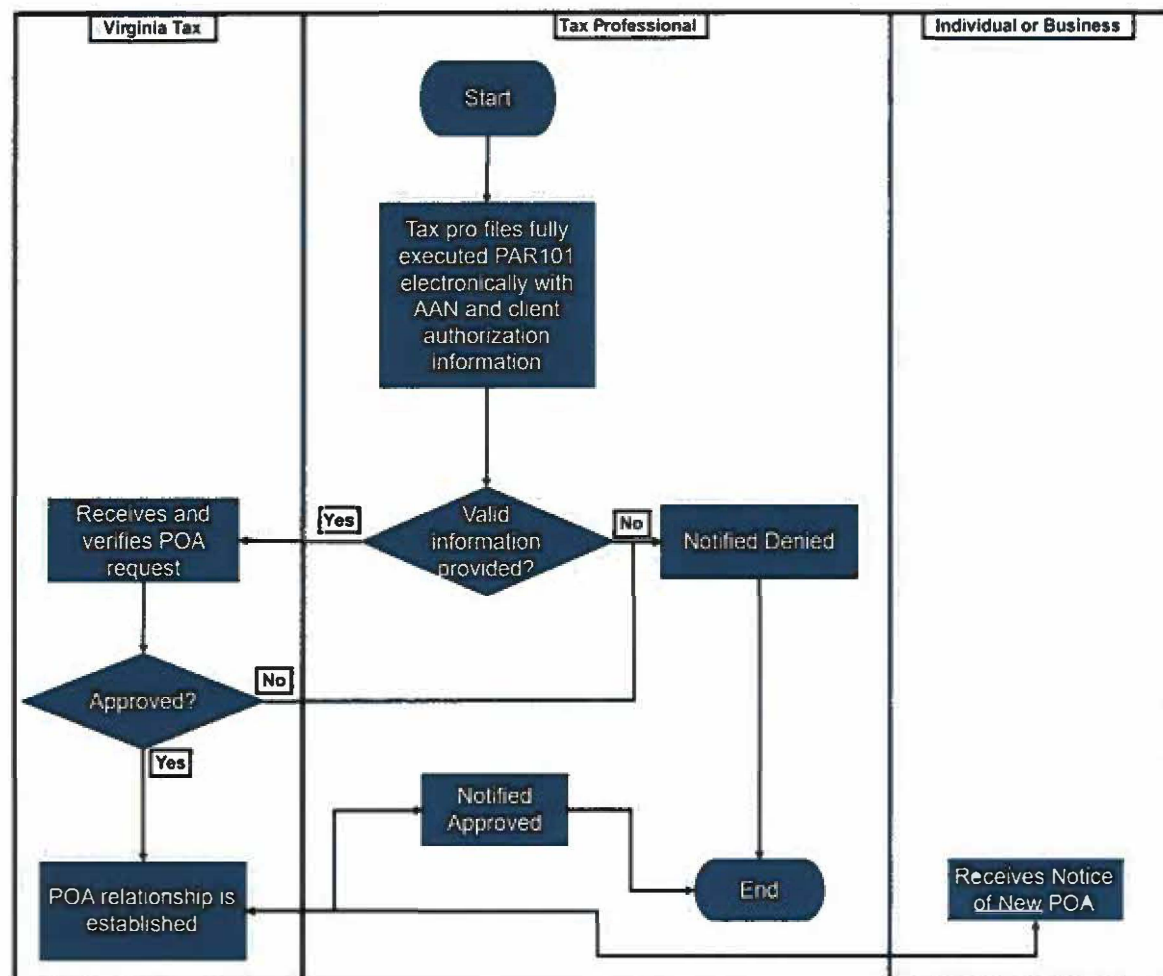 Virginia Tax
Tax Professional
Individual or Business
Start
Tax pro files fully
executed PAR101
electronically with
AAN and client
authorization
information
Yes
Valid
information
provided?
No
Notified Denied
Receives and
verifies POA
request
Approved?
No
Yes
Notified
Approved
POA relationship is
established
End
Receives Notice
of New POA